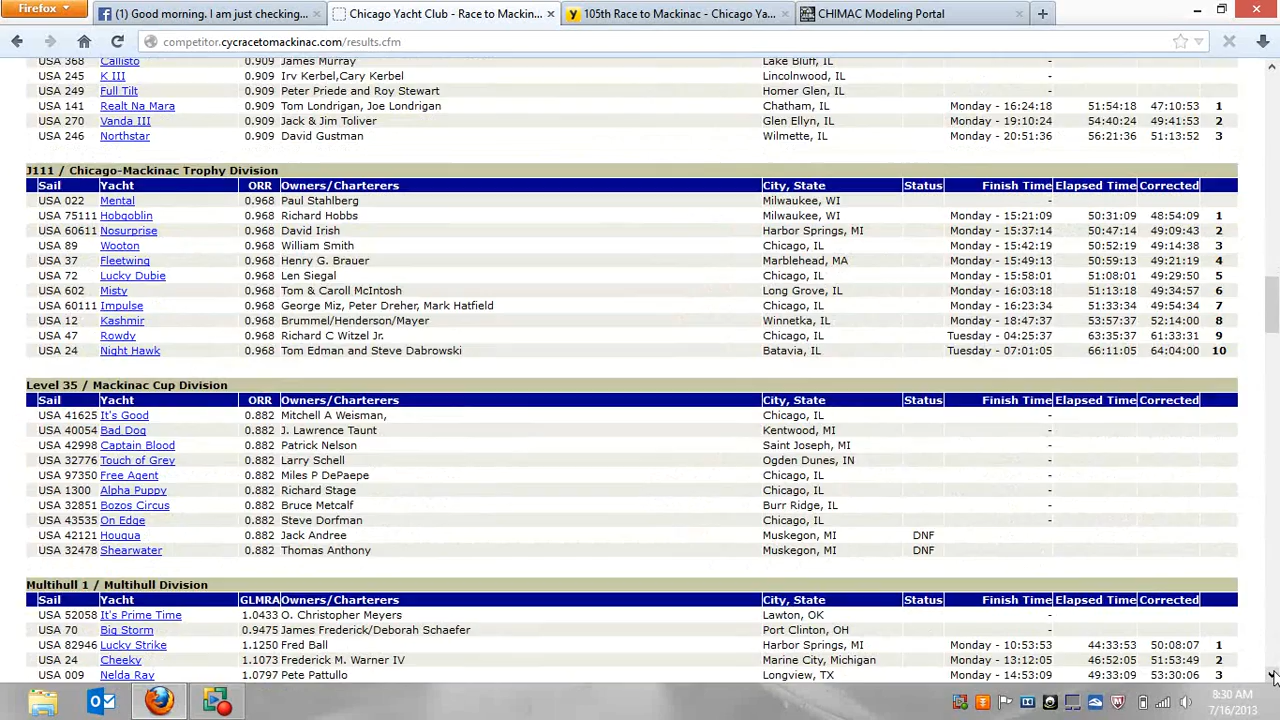 Firefox
(1) Good morning. I am just checking... × Chicago Yacht Club - Race to Mackin... × 105th Race to Mackinac - Chicago Ya... × CHIMAC Modeling Portal ×
competitor.cycracetomackinac.com/results.cfm
USA 368 Callisto 0.909 James Murray Lake Bluff, IL -
USA 245 K III 0.909 Irv Kerbel,Cary Kerbel Lincolnwood, IL -
USA 249 Full Tilt 0.909 Peter Priede and Roy Stewart Homer Glen, IL -
USA 141 Realt Na Mara 0.909 Tom Londrigan, Joe Londrigan Chatham, IL Monday - 16:24:18 51:54:18 47:10:53 1
USA 270 Vanda III 0.909 Jack & Jim Toliver Glen Ellyn, IL Monday - 19:10:24 54:40:24 49:41:53 2
USA 246 Northstar 0.909 David Gustman Wilmette, IL Monday - 20:51:36 56:21:36 51:13:52 3
J111 / Chicago-Mackinac Trophy Division
Sail Yacht ORR Owners/Charterers City, State Status Finish Time Elapsed Time Corrected
USA 022 Mental 0.968 Paul Stahlberg Milwaukee, WI -
USA 75111 Hobgoblin 0.968 Richard Hobbs Milwaukee, WI Monday - 15:21:09 50:31:09 48:54:09 1
USA 60611 Nosurprise 0.968 David Irish Harbor Springs, MI Monday - 15:37:14 50:47:14 49:09:43 2
USA 89 Wooton 0.968 William Smith Chicago, IL Monday - 15:42:19 50:52:19 49:14:38 3
USA 37 Fleetwing 0.968 Henry G. Brauer Marblehead, MA Monday - 15:49:13 50:59:13 49:21:19 4
USA 72 Lucky Dubie 0.968 Len Siegal Chicago, IL Monday - 15:58:01 51:08:01 49:29:50 5
USA 602 Misty 0.968 Tom & Caroll McIntosh Long Grove, IL Monday - 16:03:18 51:13:18 49:34:57 6
USA 60111 Impulse 0.968 George Miz, Peter Dreher, Mark Hatfield Chicago, IL Monday - 16:23:34 51:33:34 49:54:34 7
USA 12 Kashmir 0.968 Brummel/Henderson/Mayer Winnetka, IL Monday - 18:47:37 53:57:37 52:14:00 8
USA 47 Rowdy 0.968 Richard C Witzel Jr. Chicago, IL Tuesday - 04:25:37 63:35:37 61:33:31 9
USA 24 Night Hawk 0.968 Tom Edman and Steve Dabrowski Batavia, IL Tuesday - 07:01:05 66:11:05 64:04:00 10
Level 35 / Mackinac Cup Division
Sail Yacht ORR Owners/Charterers City, State Status Finish Time Elapsed Time Corrected
USA 41625 It's Good 0.882 Mitchell A Weisman, Chicago, IL -
USA 40054 Bad Dog 0.882 J. Lawrence Taunt Kentwood, MI -
USA 42998 Captain Blood 0.882 Patrick Nelson Saint Joseph, MI -
USA 32776 Touch of Grey 0.882 Larry Schell Ogden Dunes, IN -
USA 97350 Free Agent 0.882 Miles P DePaepe Chicago, IL -
USA 1300 Alpha Puppy 0.882 Richard Stage Chicago, IL -
USA 32851 Bozos Circus 0.882 Bruce Metcalf Burr Ridge, IL -
USA 43535 On Edge 0.882 Steve Dorfman Chicago, IL -
USA 42121 Houqua 0.882 Jack Andree Muskegon, MI DNF
USA 32478 Shearwater 0.882 Thomas Anthony Muskegon, MI DNF
Multihull 1 / Multihull Division
Sail Yacht GLMRA Owners/Charterers City, State Status Finish Time Elapsed Time Corrected
USA 52058 It's Prime Time 1.0433 O. Christopher Meyers Lawton, OK -
USA 70 Big Storm 0.9475 James Frederick/Deborah Schaefer Port Clinton, OH -
USA 82946 Lucky Strike 1.1250 Fred Ball Harbor Springs, MI Monday - 10:53:53 44:33:53 50:08:07 1
USA 24 Cheeky 1.1073 Frederick M. Warner IV Marine City, Michigan Monday - 13:12:05 46:52:05 51:53:49 2
USA 009 Nelda Ray 1.0797 Pete Pattullo Longview, TX Monday - 14:53:09 49:33:09 53:30:06 3
8:30 AM
7/16/2013